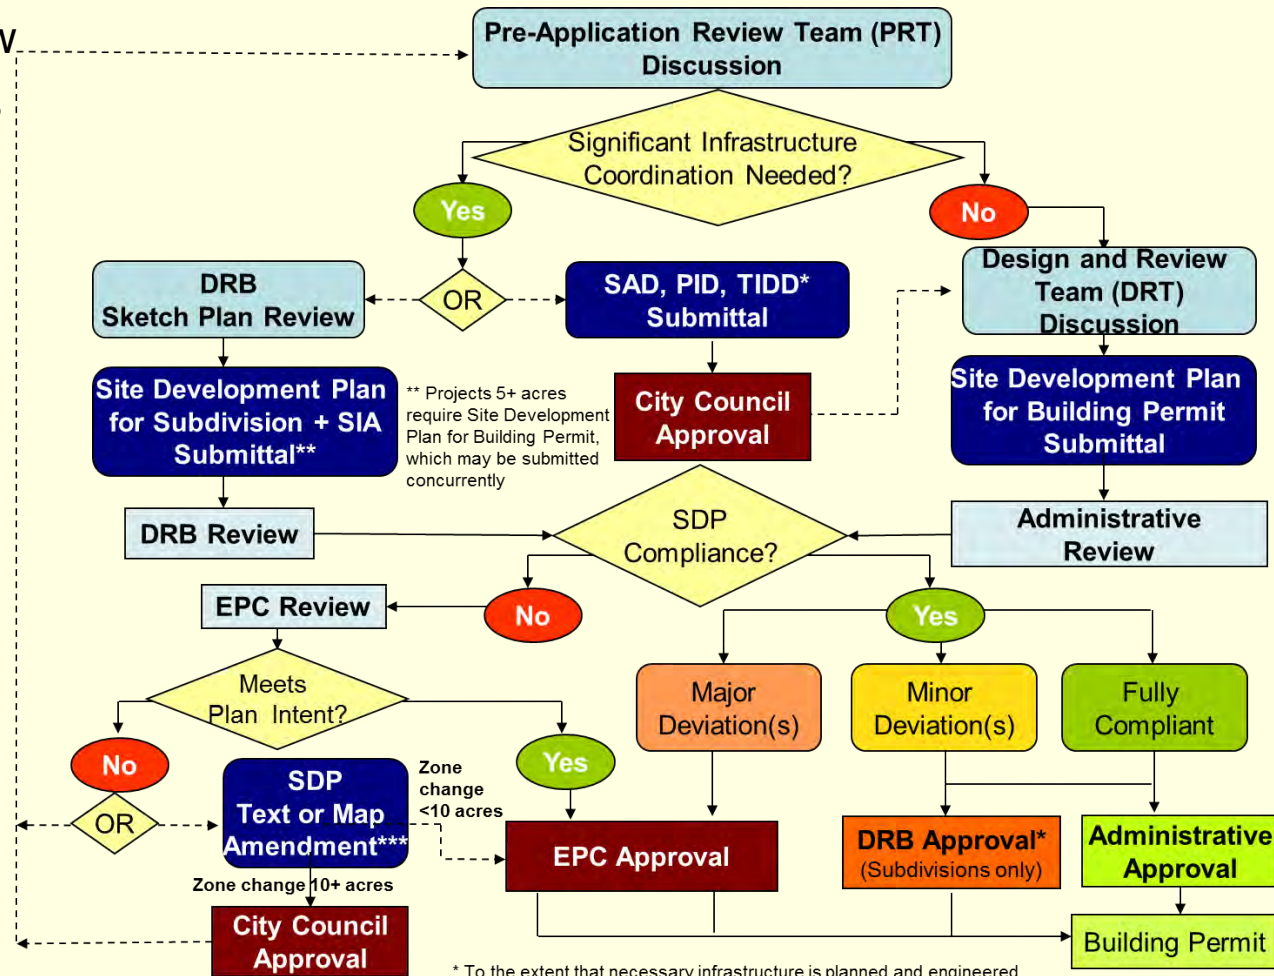 Pre-Application Review Team (PRT)
Discussion
Significant Infrastructure
Coordination Needed?
Yes
No
DRB
Sketch Plan Review
OR
SAD, PID, TIDD*
Submittal
Design and Review
Team (DRT)
Discussion
Site Development Plan
for Subdivision + SIA
Submittal**
** Projects 5+ acres
require Site Development
Plan for Building Permit,
which may be submitted
concurrently
City Council
Approval
Site Development Plan
for Building Permit
Submittal
DRB Review
SDP
Compliance?
Administrative
Review
EPC Review
No
Yes
Meets
Plan Intent?
Major
Deviation(s)
Minor
Deviation(s)
Fully
Compliant
No
OR
SDP
Text or Map
Amendment***
Zone
change
<10 acres
Yes
Zone change 10+ acres
EPC Approval
DRB Approval*
(Subdivisions only)
Administrative
Approval
City Council
Approval
Building Permit
* To the extent that necessary infrastructure is planned and engineered